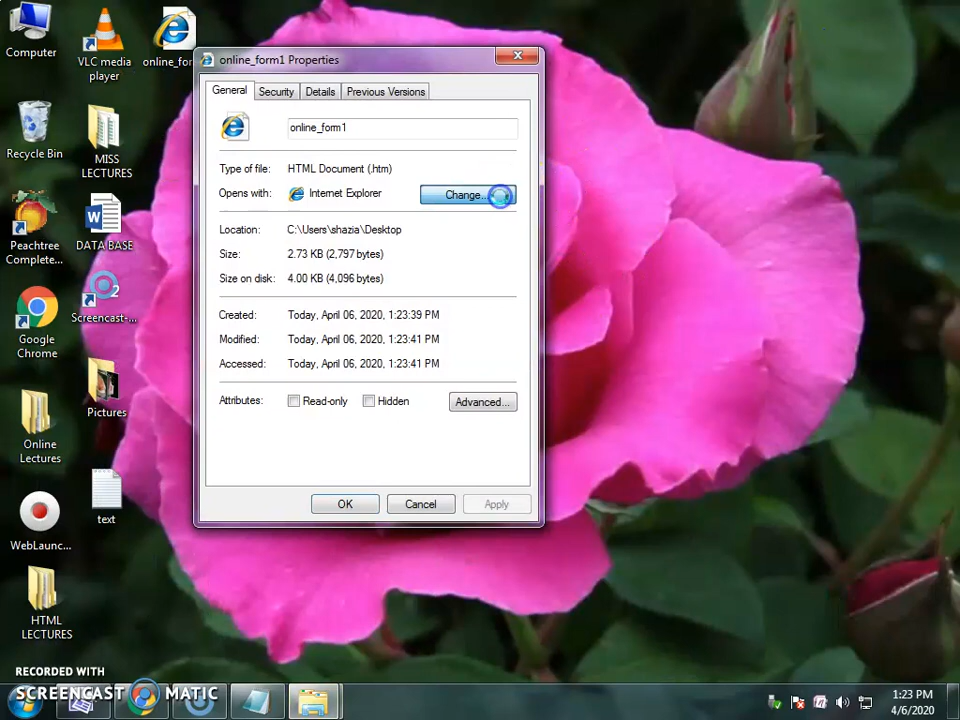 Computer
VLC media
player
online_for
Recycle Bin
MISS
LECTURES
Peachtree
Complete...
DATA BASE
Google
Chrome
Screencast-...
Online
Lectures
Pictures
WebLaunc...
text
HTML
LECTURES
online_form1 Properties
General Security Details Previous Versions
online_form1
Type of file: HTML Document (.htm)
Opens with: Internet Explorer Change...
Location: C:\Users\shazia\Desktop
Size: 2.73 KB (2,797 bytes)
Size on disk: 4.00 KB (4,096 bytes)
Created: Today, April 06, 2020, 1:23:39 PM
Modified: Today, April 06, 2020, 1:23:41 PM
Accessed: Today, April 06, 2020, 1:23:41 PM
Attributes: Read-only Hidden Advanced...
OK Cancel Apply
RECORDED WITH
SCREENCAST MATIC
1:23 PM
4/6/2020